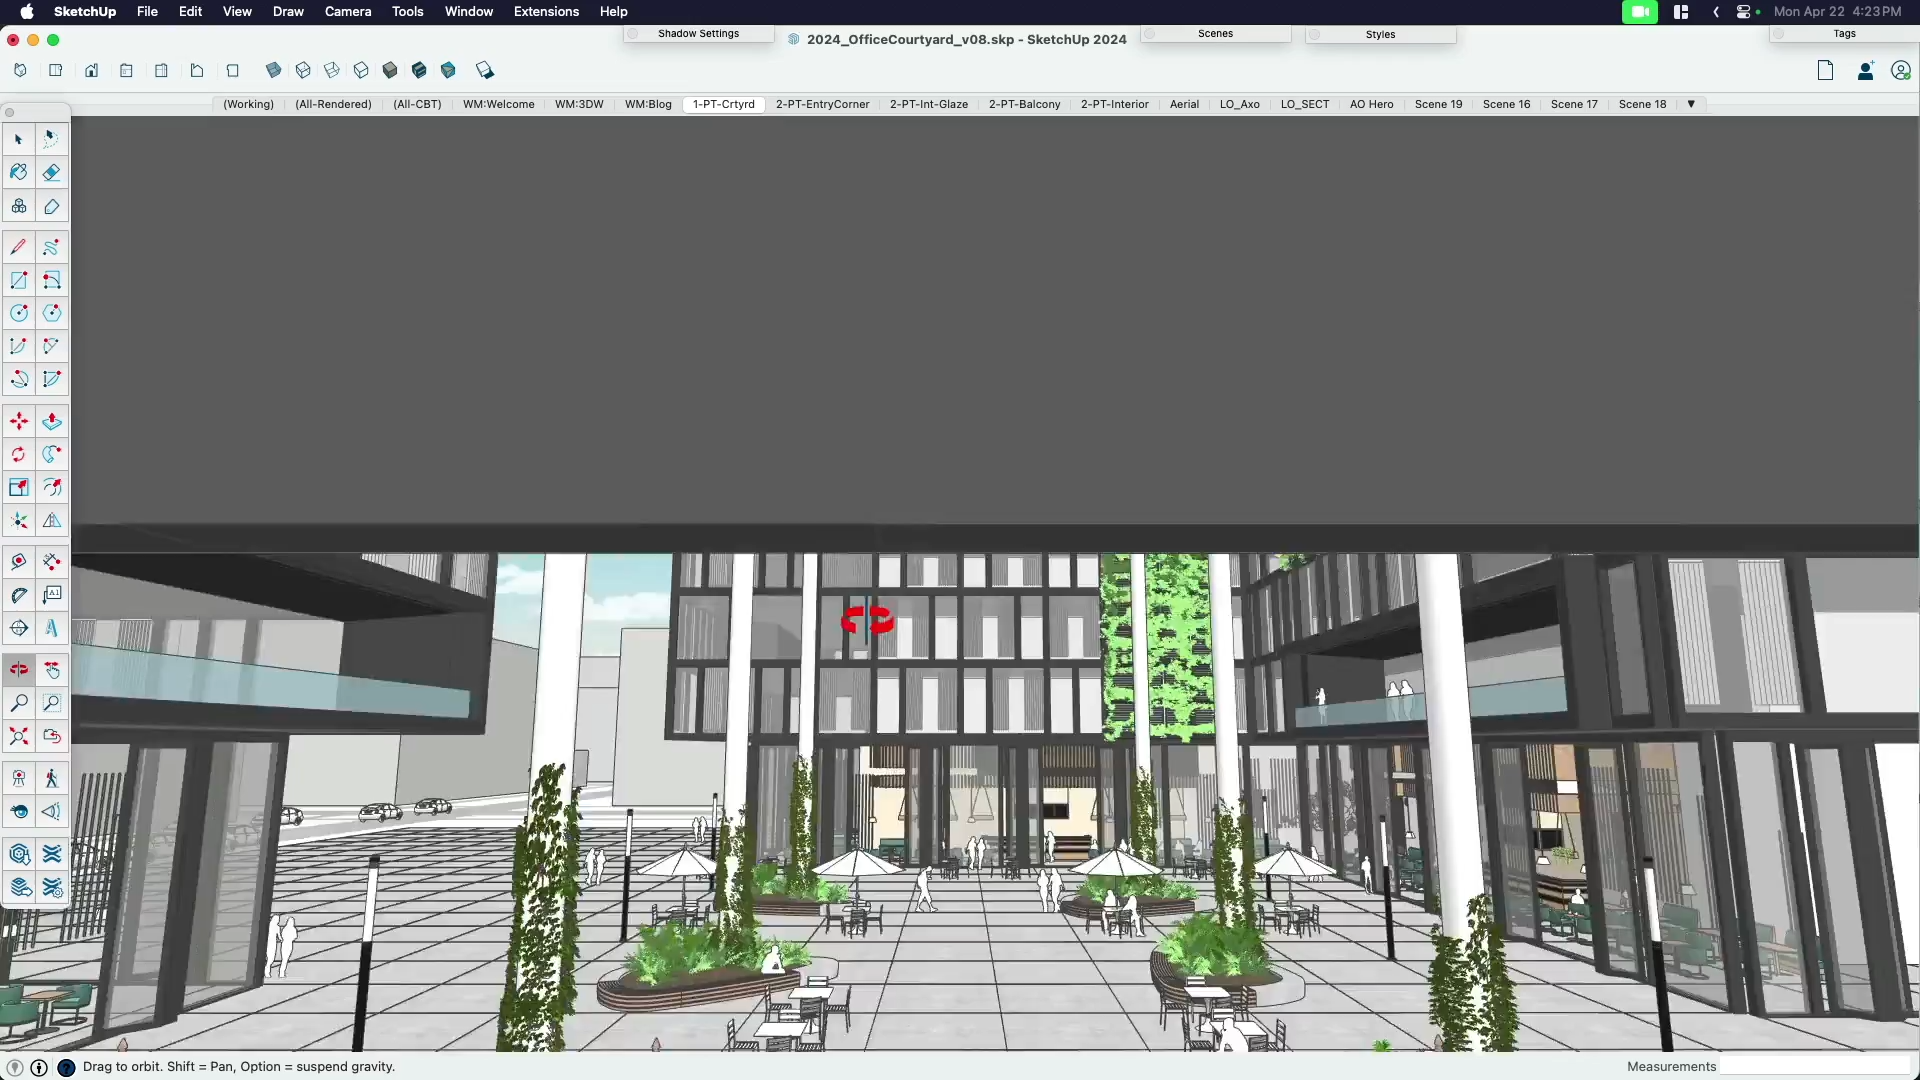 SketchUp File Edit View Draw Camera Tools Window Extensions Help Mon Apr 22 4:23PM
Shadow Settings 2024_OfficeCourtyard_v08.skp - SketchUp 2024 Scenes Styles Tags
(Working) (All-Rendered) (All-CBT) WM:Welcome WM:3DW WM:Blog 1-PT-Crtyrd 2-PT-EntryCorner 2-PT-Int-Glaze 2-PT-Balcony 2-PT-Interior Aerial LO_Axo LO_SECT AO Hero Scene 19 Scene 16 Scene 17 Scene 18
Drag to orbit. Shift = Pan, Option = suspend gravity. Measurements